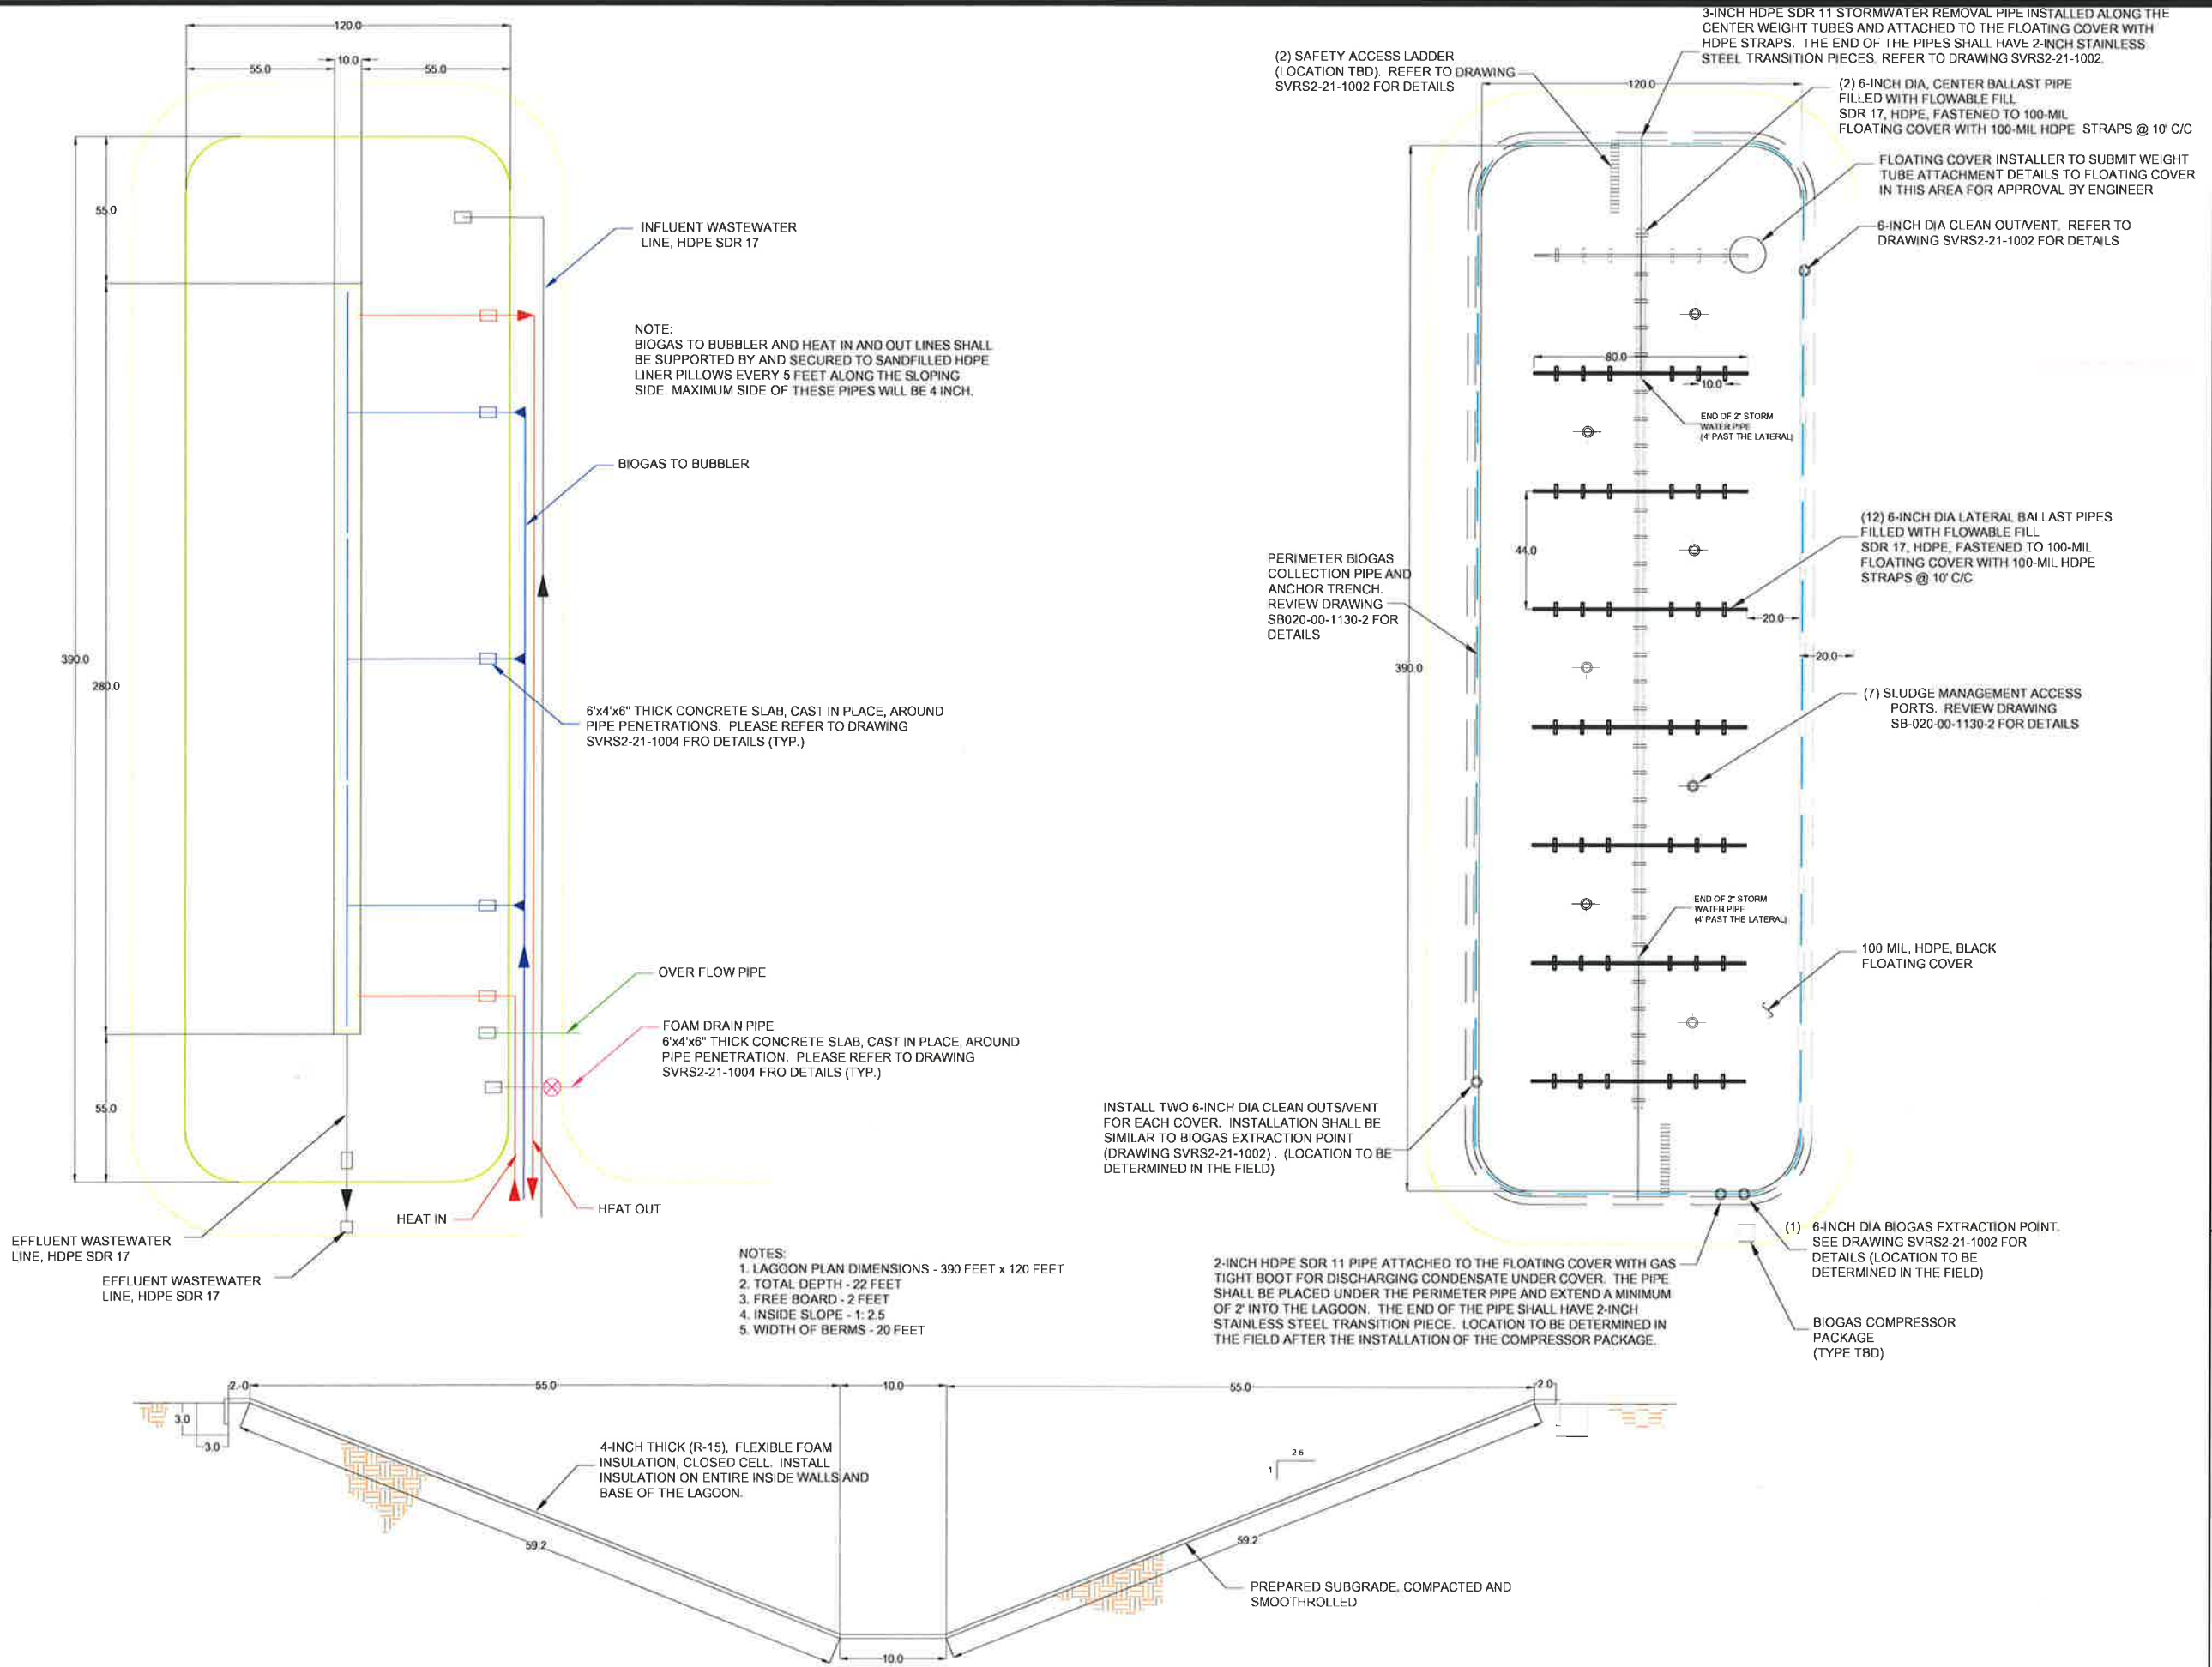 120.0
55.0
10.0
55.0
55.0
390.0
280.0
55.0
INFLUENT WASTEWATER
LINE, HDPE SDR 17
NOTE:
BIOGAS TO BUBBLER AND HEAT IN AND OUT LINES SHALL
BE SUPPORTED BY AND SECURED TO SANDFILLED HDPE
LINER PILLOWS EVERY 5 FEET ALONG THE SLOPING
SIDE. MAXIMUM SIDE OF THESE PIPES WILL BE 4 INCH.
BIOGAS TO BUBBLER
6'x4'x6" THICK CONCRETE SLAB, CAST IN PLACE, AROUND
PIPE PENETRATIONS. PLEASE REFER TO DRAWING
SVRS2-21-1004 FRO DETAILS (TYP.)
OVER FLOW PIPE
FOAM DRAIN PIPE
6'x4'x6" THICK CONCRETE SLAB, CAST IN PLACE, AROUND
PIPE PENETRATION. PLEASE REFER TO DRAWING
SVRS2-21-1004 FRO DETAILS (TYP.)
HEAT IN
HEAT OUT
EFFLUENT WASTEWATER
LINE, HDPE SDR 17
EFFLUENT WASTEWATER
LINE, HDPE SDR 17
NOTES:
1. LAGOON PLAN DIMENSIONS - 390 FEET x 120 FEET
2. TOTAL DEPTH - 22 FEET
3. FREE BOARD - 2 FEET
4. INSIDE SLOPE - 1: 2.5
5. WIDTH OF BERMS - 20 FEET
(2) SAFETY ACCESS LADDER
(LOCATION TBD). REFER TO DRAWING
SVRS2-21-1002 FOR DETAILS
3-INCH HDPE SDR 11 STORMWATER REMOVAL PIPE INSTALLED ALONG THE
CENTER WEIGHT TUBES AND ATTACHED TO THE FLOATING COVER WITH
HDPE STRAPS. THE END OF THE PIPES SHALL HAVE 2-INCH STAINLESS
STEEL TRANSITION PIECES, REFER TO DRAWING SVRS2-21-1002.
120.0
(2) 6-INCH DIA, CENTER BALLAST PIPE
FILLED WITH FLOWABLE FILL
SDR 17, HDPE, FASTENED TO 100-MIL
FLOATING COVER WITH 100-MIL HDPE STRAPS @ 10' C/C
FLOATING COVER INSTALLER TO SUBMIT WEIGHT
TUBE ATTACHMENT DETAILS TO FLOATING COVER
IN THIS AREA FOR APPROVAL BY ENGINEER
6-INCH DIA CLEAN OUT/VENT. REFER TO
DRAWING SVRS2-21-1002 FOR DETAILS
80.0
10.0
END OF 2" STORM
WATER PIPE
(4' PAST THE LATERAL)
44.0
(12) 6-INCH DIA LATERAL BALLAST PIPES
FILLED WITH FLOWABLE FILL
SDR 17, HDPE, FASTENED TO 100-MIL
FLOATING COVER WITH 100-MIL HDPE
STRAPS @ 10' C/C
PERIMETER BIOGAS
COLLECTION PIPE AND
ANCHOR TRENCH.
REVIEW DRAWING
SB020-00-1130-2 FOR
DETAILS
20.0
20.0
390.0
(7) SLUDGE MANAGEMENT ACCESS
PORTS. REVIEW DRAWING
SB-020-00-1130-2 FOR DETAILS
END OF 2" STORM
WATER PIPE
(4' PAST THE LATERAL)
100 MIL, HDPE, BLACK
FLOATING COVER
INSTALL TWO 6-INCH DIA CLEAN OUTS/VENT
FOR EACH COVER. INSTALLATION SHALL BE
SIMILAR TO BIOGAS EXTRACTION POINT
(DRAWING SVRS2-21-1002). (LOCATION TO BE
DETERMINED IN THE FIELD)
2-INCH HDPE SDR 11 PIPE ATTACHED TO THE FLOATING COVER WITH GAS
TIGHT BOOT FOR DISCHARGING CONDENSATE UNDER COVER. THE PIPE
SHALL BE PLACED UNDER THE PERIMETER PIPE AND EXTEND A MINIMUM
OF 2' INTO THE LAGOON. THE END OF THE PIPE SHALL HAVE 2-INCH
STAINLESS STEEL TRANSITION PIECE. LOCATION TO BE DETERMINED IN
THE FIELD AFTER THE INSTALLATION OF THE COMPRESSOR PACKAGE.
(1) 6-INCH DIA BIOGAS EXTRACTION POINT.
SEE DRAWING SVRS2-21-1002 FOR
DETAILS (LOCATION TO BE
DETERMINED IN THE FIELD)
BIOGAS COMPRESSOR
PACKAGE
(TYPE TBD)
2.0
55.0
10.0
55.0
2.0
3.0
3.0
4-INCH THICK (R-15), FLEXIBLE FOAM
INSULATION, CLOSED CELL. INSTALL
INSULATION ON ENTIRE INSIDE WALLS AND
BASE OF THE LAGOON.
2.5
1
59.2
59.2
PREPARED SUBGRADE, COMPACTED AND
SMOOTHROLLED
10.0